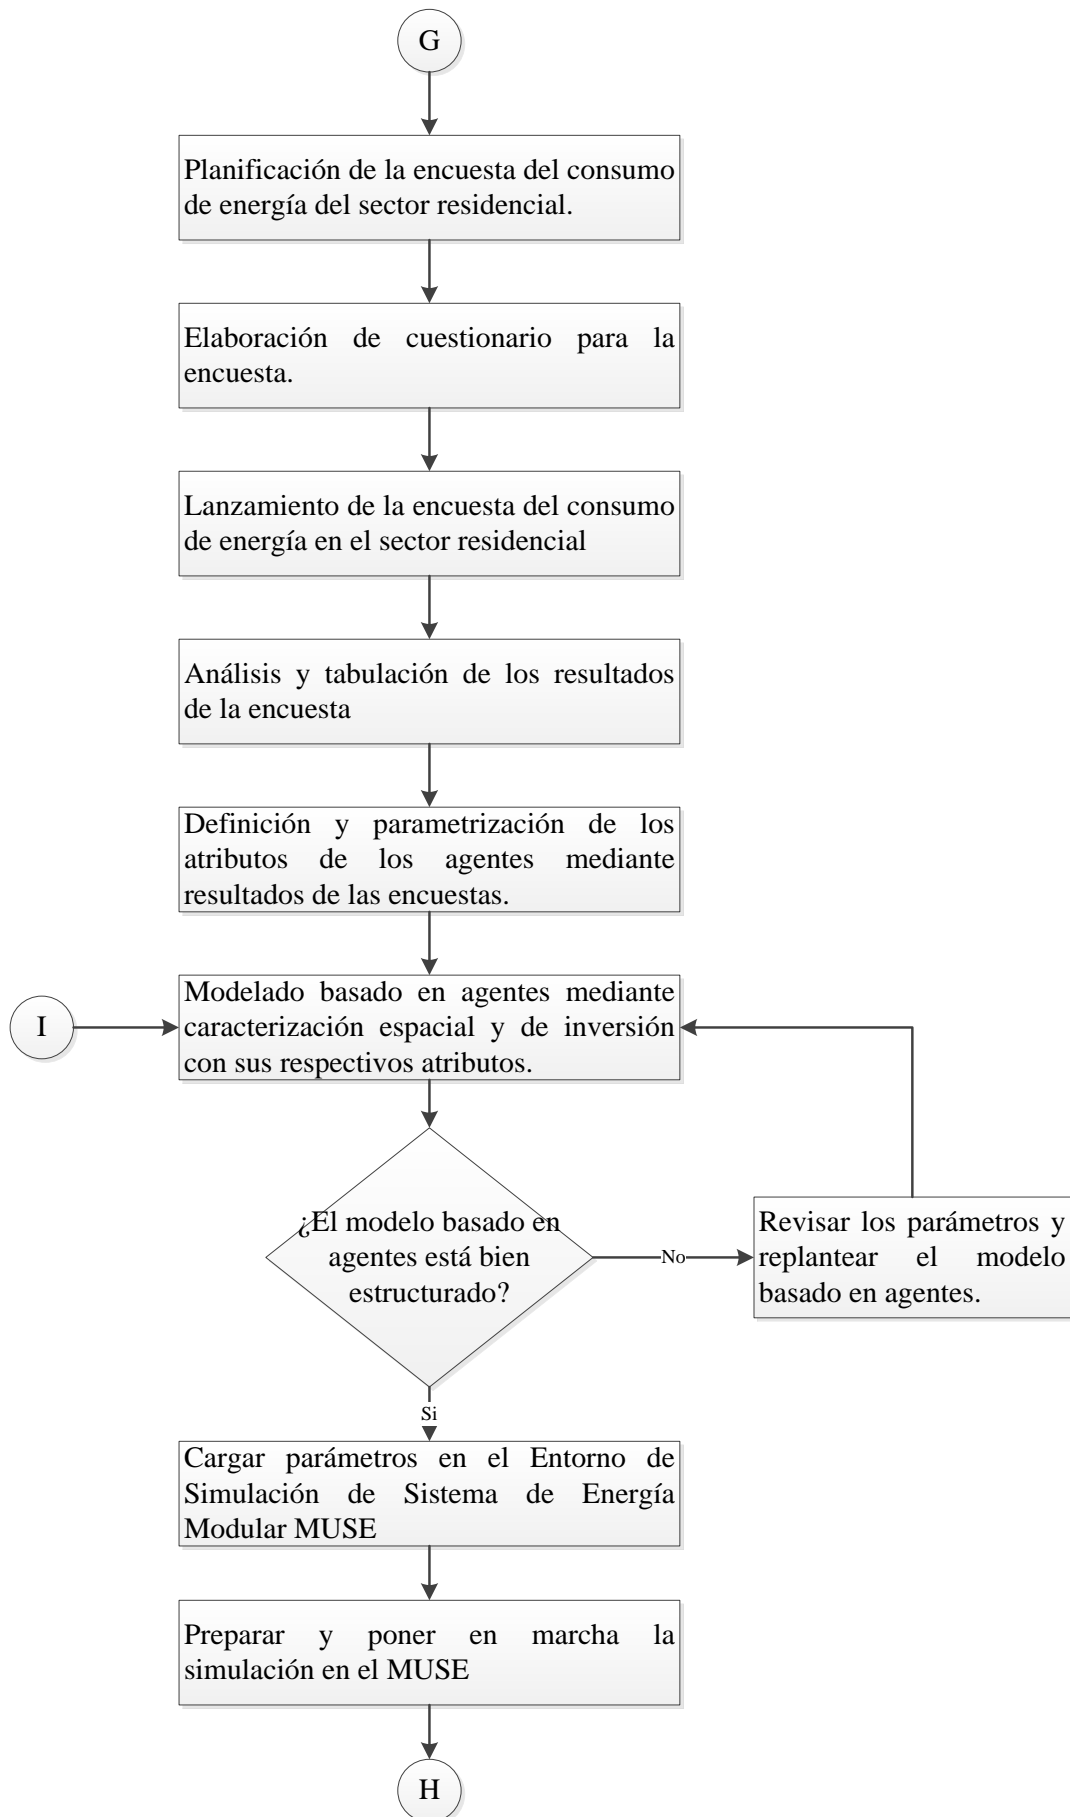 G
Planificación de la encuesta del consumo
de energía del sector residencial.
Elaboración de cuestionario para la
encuesta.
Lanzamiento de la encuesta del consumo
de energía en el sector residencial
Análisis y tabulación de los resultados
de la encuesta
Definición y parametrización de los
atributos de los agentes mediante
resultados de las encuestas.
I
Modelado basado en agentes mediante
caracterización espacial y de inversión
con sus respectivos atributos.
¿El modelo basado en
agentes está bien
estructurado?
No
Revisar los parámetros y
replantear el modelo
basado en agentes.
Si
Cargar parámetros en el Entorno de
Simulación de Sistema de Energía
Modular MUSE
Preparar y poner en marcha la
simulación en el MUSE
H